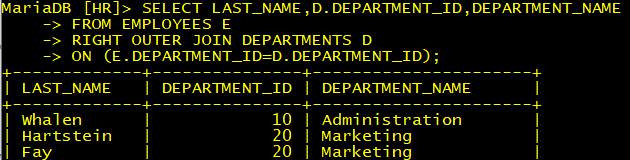 MariaDB [HR]> SELECT LAST_NAME,D.DEPARTMENT_ID,DEPARTMENT_NAME
    -> FROM EMPLOYEES E
    -> RIGHT OUTER JOIN DEPARTMENTS D
    -> ON (E.DEPARTMENT_ID=D.DEPARTMENT_ID);
+-------------+---------------+----------------------+
| LAST_NAME   | DEPARTMENT_ID | DEPARTMENT_NAME      |
+-------------+---------------+----------------------+
| Whalen      |            10 | Administration       |
| Hartstein   |            20 | Marketing            |
| Fay         |            20 | Marketing            |